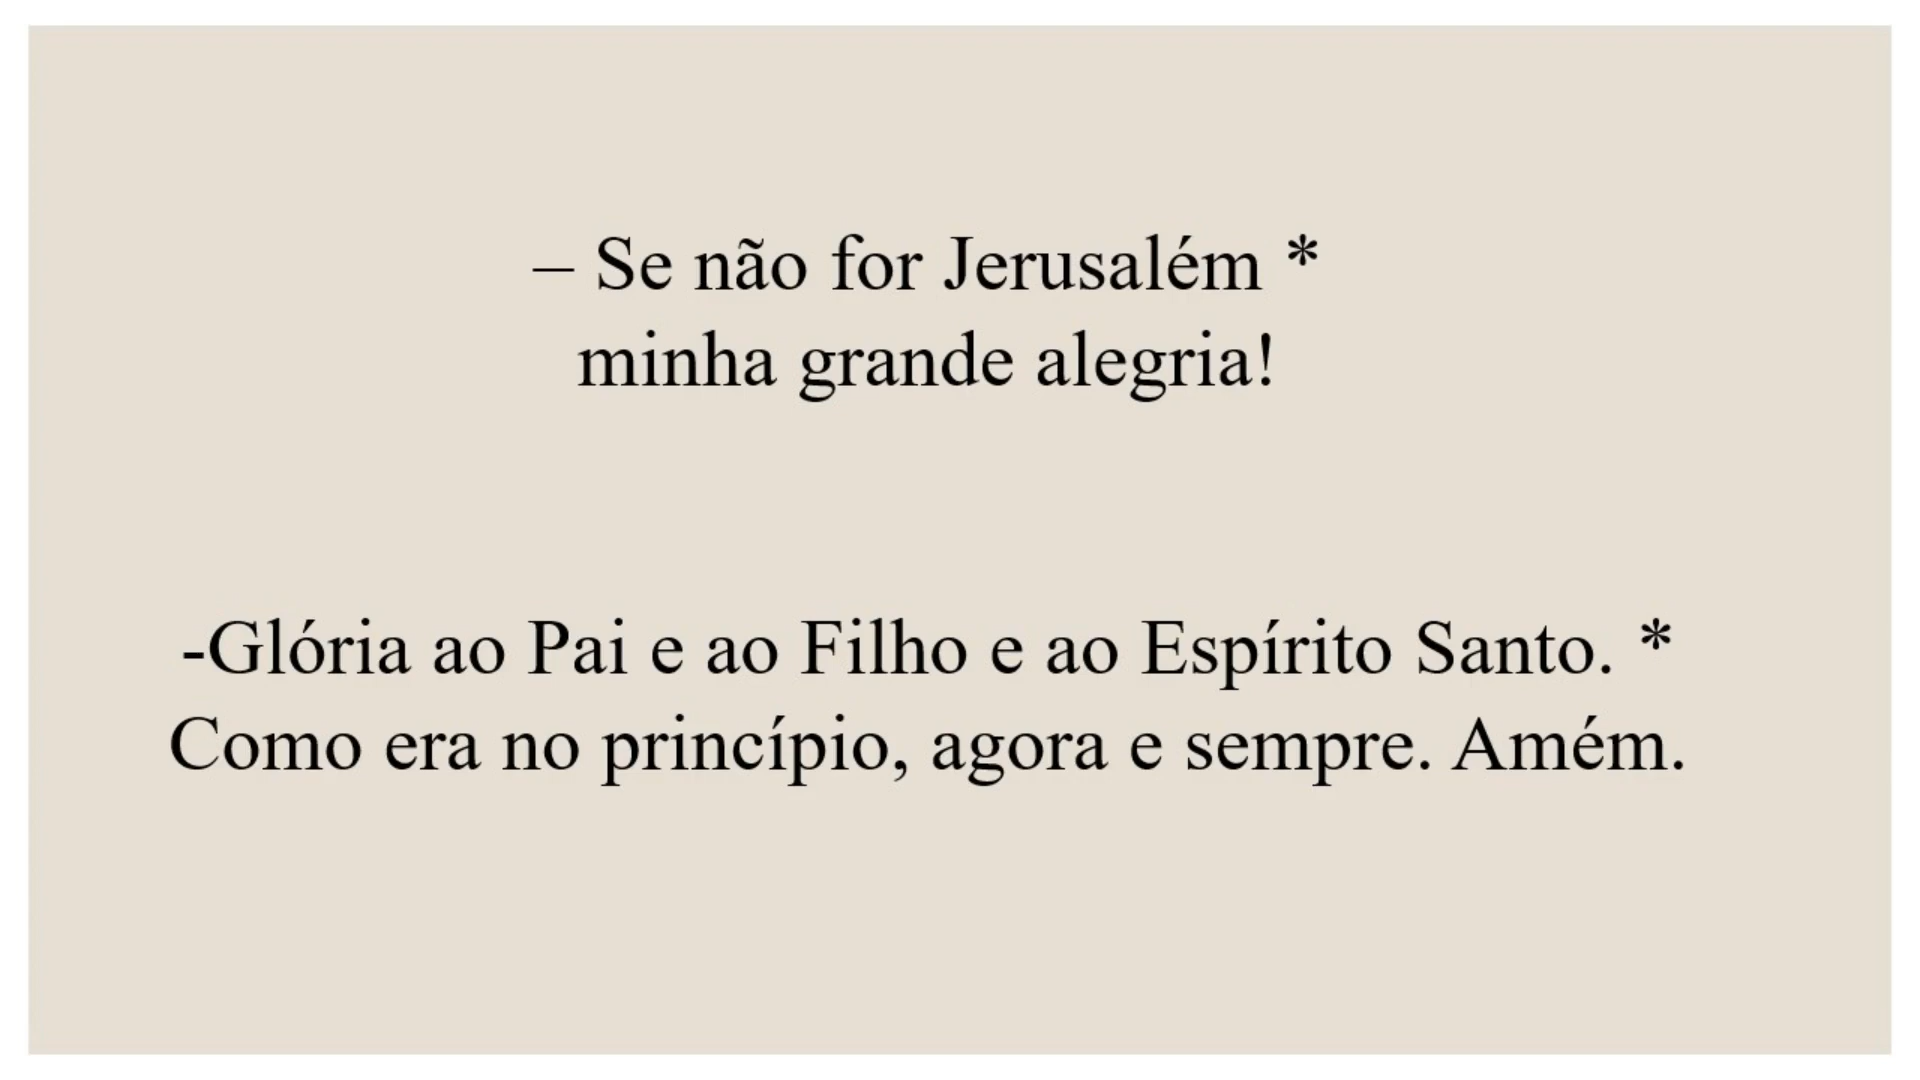 – Se não for Jerusalém *
minha grande alegria!
-Glória ao Pai e ao Filho e ao Espírito Santo. *
Como era no princípio, agora e sempre. Amém.